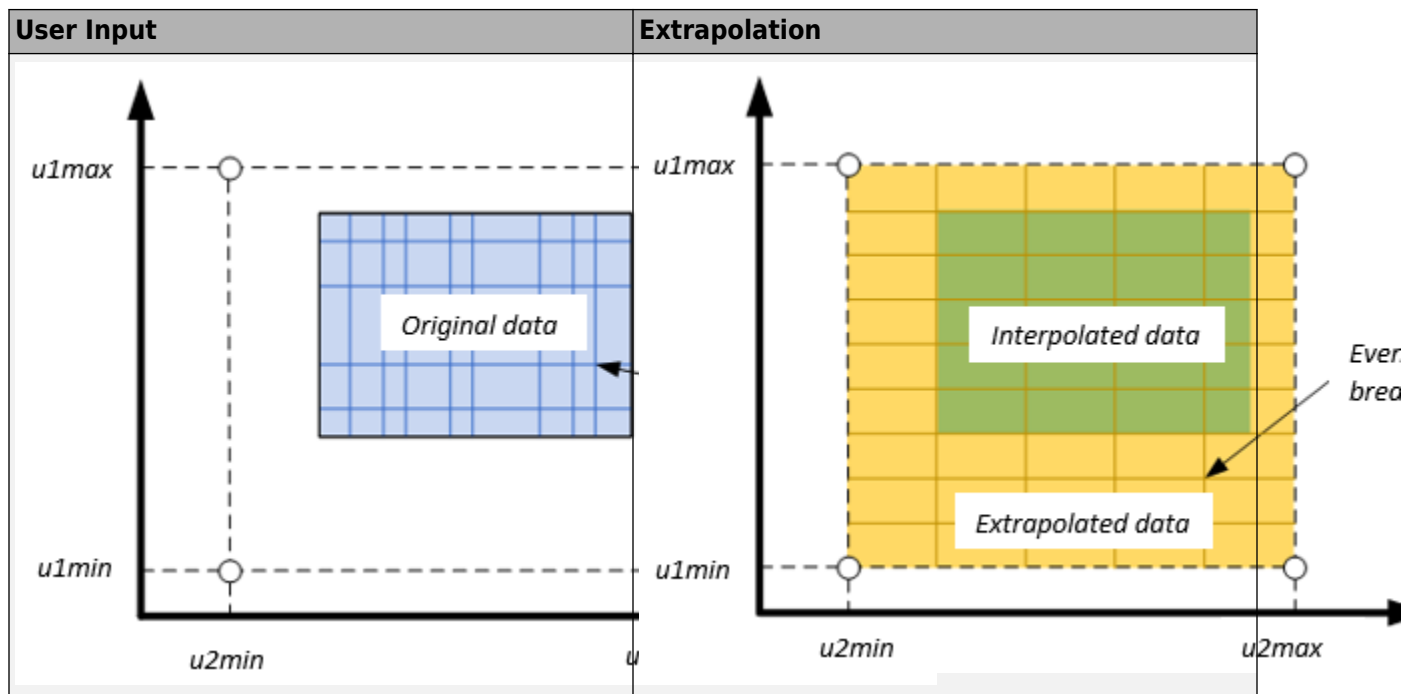 User Input
Extrapolation
u1max
Original data
u1min
u2min
u1max
Interpolated data
Extrapolated data
u1min
u2min
u2max